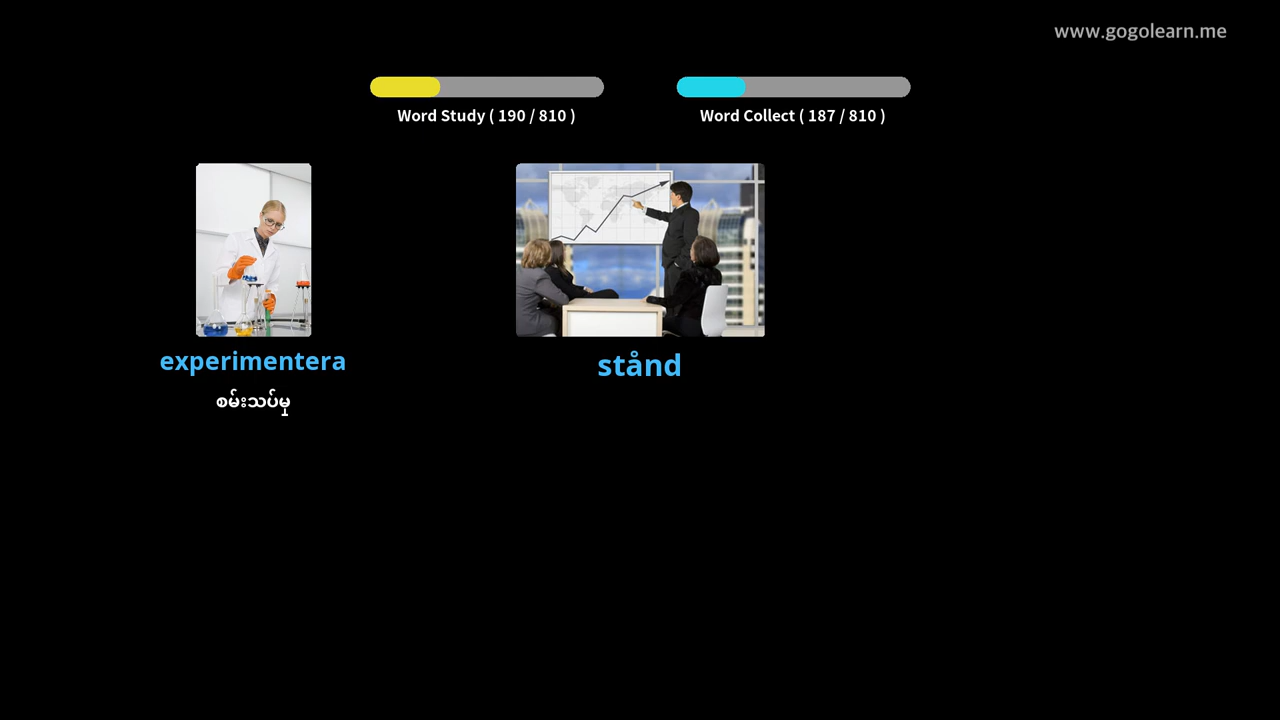 www.gogolearn.me
Word Study ( 190 / 810 )
Word Collect ( 187 / 810 )
experimentera
စမ်းသပ်မှု
stånd